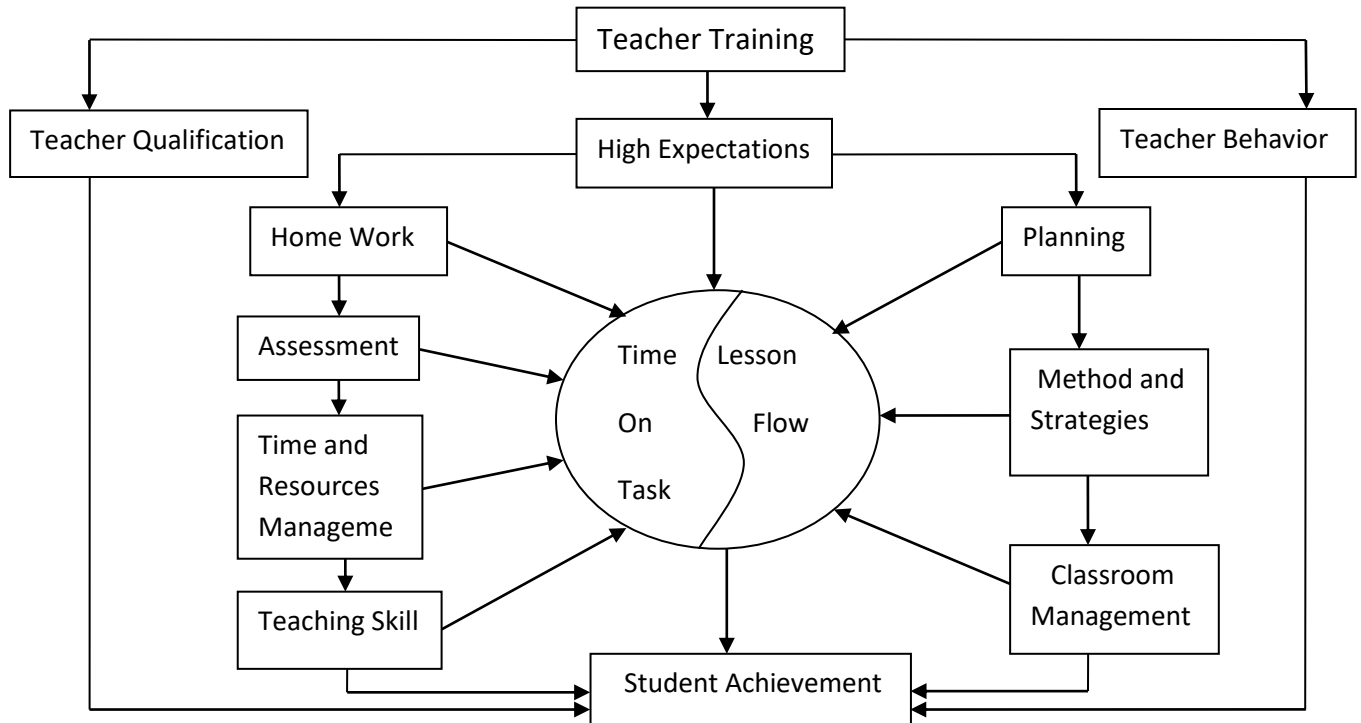 Teacher Training
Teacher Qualification
High Expectations
Teacher Behavior
Home Work
Planning
Assessment
Time
On
Task
Lesson
Flow
Method and
Strategies
Time and
Resources
Manageme
Teaching Skill
Classroom
Management
Student Achievement